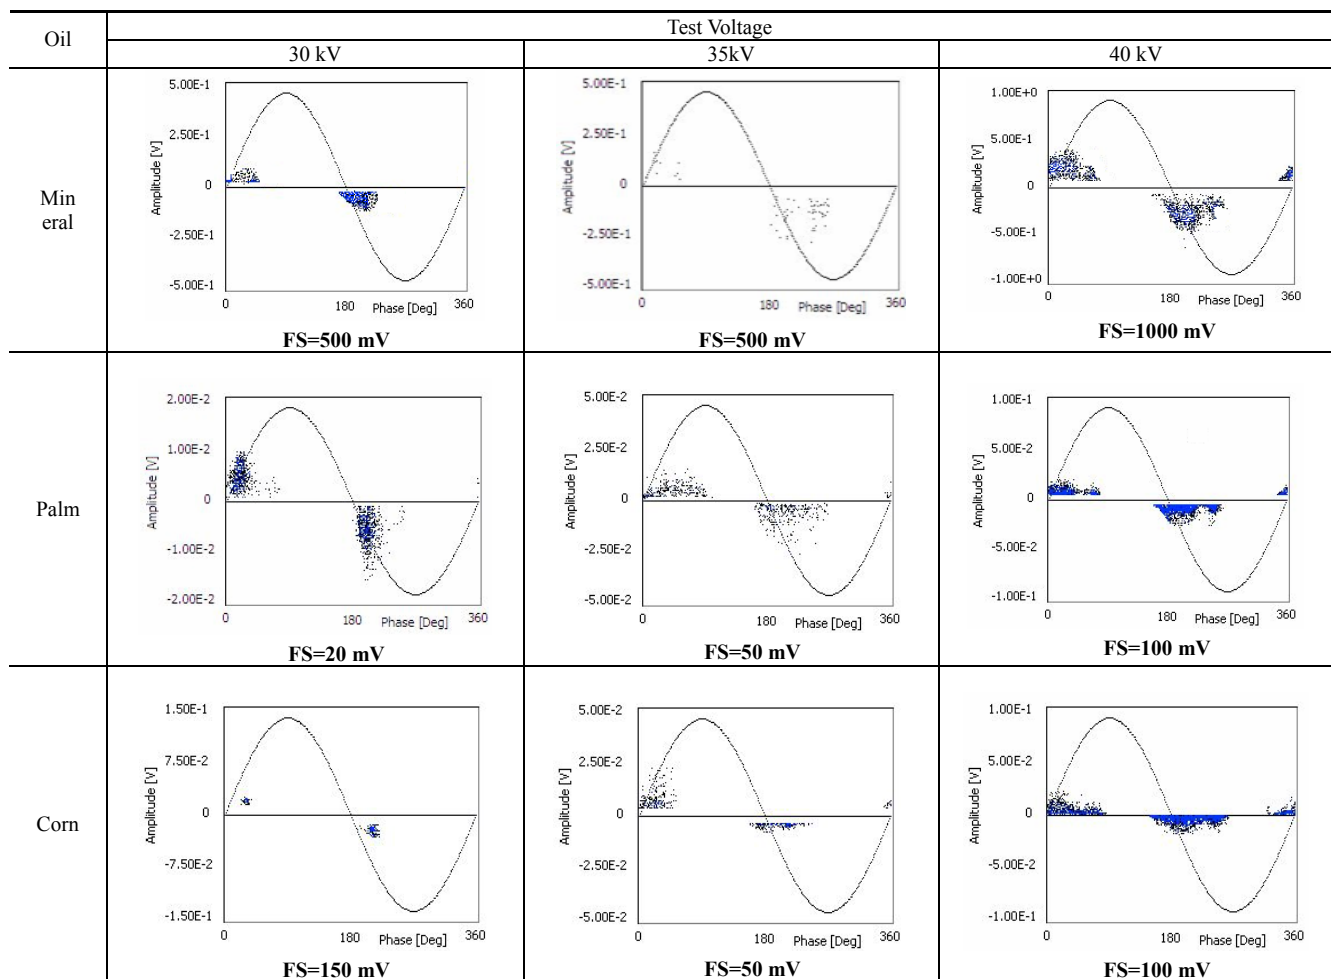 Oil
Test Voltage
30 kV
35kV
40 kV
Min
eral
5.00E-1
2.50E-1
0
-2.50E-1
-5.00E-1
Amplitude [V]
0
180
Phase [Deg]
360
FS=500 mV
5.00E-1
2.50E-1
0
-2.50E-1
-5.00E-1
Amplitude [V]
0
180
Phase [Deg]
360
FS=500 mV
1.00E+0
5.00E-1
0
-5.00E-1
-1.00E+0
Amplitude [V]
0
180
Phase [Deg]
360
FS=1000 mV
Palm
2.00E-2
1.00E-2
0
-1.00E-2
-2.00E-2
Amplitude [V]
0
180
Phase [Deg]
360
FS=20 mV
5.00E-2
2.50E-2
0
-2.50E-2
-5.00E-2
Amplitude [V]
0
180
Phase [Deg]
360
FS=50 mV
1.00E-1
5.00E-2
0
-5.00E-2
-1.00E-1
Amplitude [V]
0
180
Phase [Deg]
360
FS=100 mV
Corn
1.50E-1
7.50E-2
0
-7.50E-2
-1.50E-1
Amplitude [V]
0
180
Phase [Deg]
360
FS=150 mV
5.00E-2
2.50E-2
0
-2.50E-2
-5.00E-2
Amplitude [V]
0
180
Phase [Deg]
360
FS=50 mV
1.00E-1
5.00E-2
0
-5.00E-2
-1.00E-1
Amplitude [V]
0
180
Phase [Deg]
360
FS=100 mV